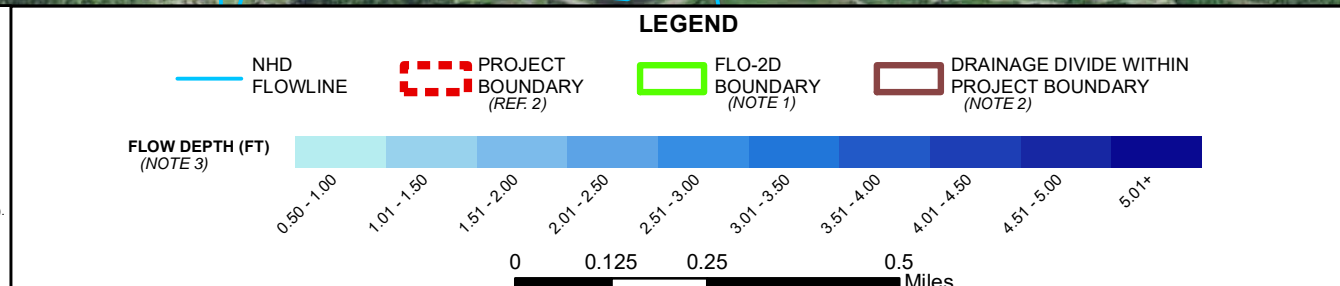 LEGEND
NHD
FLOWLINE
PROJECT
BOUNDARY
(REF. 2)
FLO-2D
BOUNDARY
(NOTE 1)
DRAINAGE DIVIDE WITHIN
PROJECT BOUNDARY
(NOTE 2)
FLOW DEPTH (FT)
(NOTE 3)
0.50 - 1.00
1.01 - 1.50
1.51 - 2.00
2.01 - 2.50
2.51 - 3.00
3.01 - 3.50
3.51 - 4.00
4.01 - 4.50
4.51 - 5.00
5.01+
0 0.125 0.25 0.5
Miles